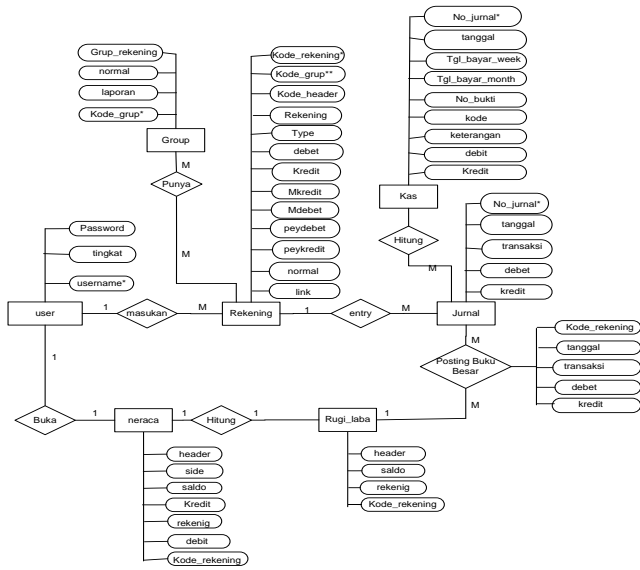 Grup_rekening
normal
laporan
Kode_grup*
Group
M
Punya
M
Kode_rekening*
Kode_grup**
Kode_header
Rekening
Type
debet
Kredit
Mkredit
Mdebet
peydebet
peykredit
normal
link
No_jurnal*
tanggal
Tgl_bayar_week
Tgl_bayar_month
No_bukti
kode
keterangan
debit
Kredit
Kas
M
Hitung
M
No_jurnal*
tanggal
transaksi
debet
kredit
Password
tingkat
username*
user
1
masukan
M
Rekening
1
entry
M
Jurnal
M
Posting Buku
Besar
M
Kode_rekening
tanggal
transaksi
debet
kredit
1
Buka
1
neraca
1
Hitung
1
Rugi_laba
1
header
side
saldo
Kredit
rekenig
debit
Kode_rekening
header
saldo
rekenig
Kode_rekening